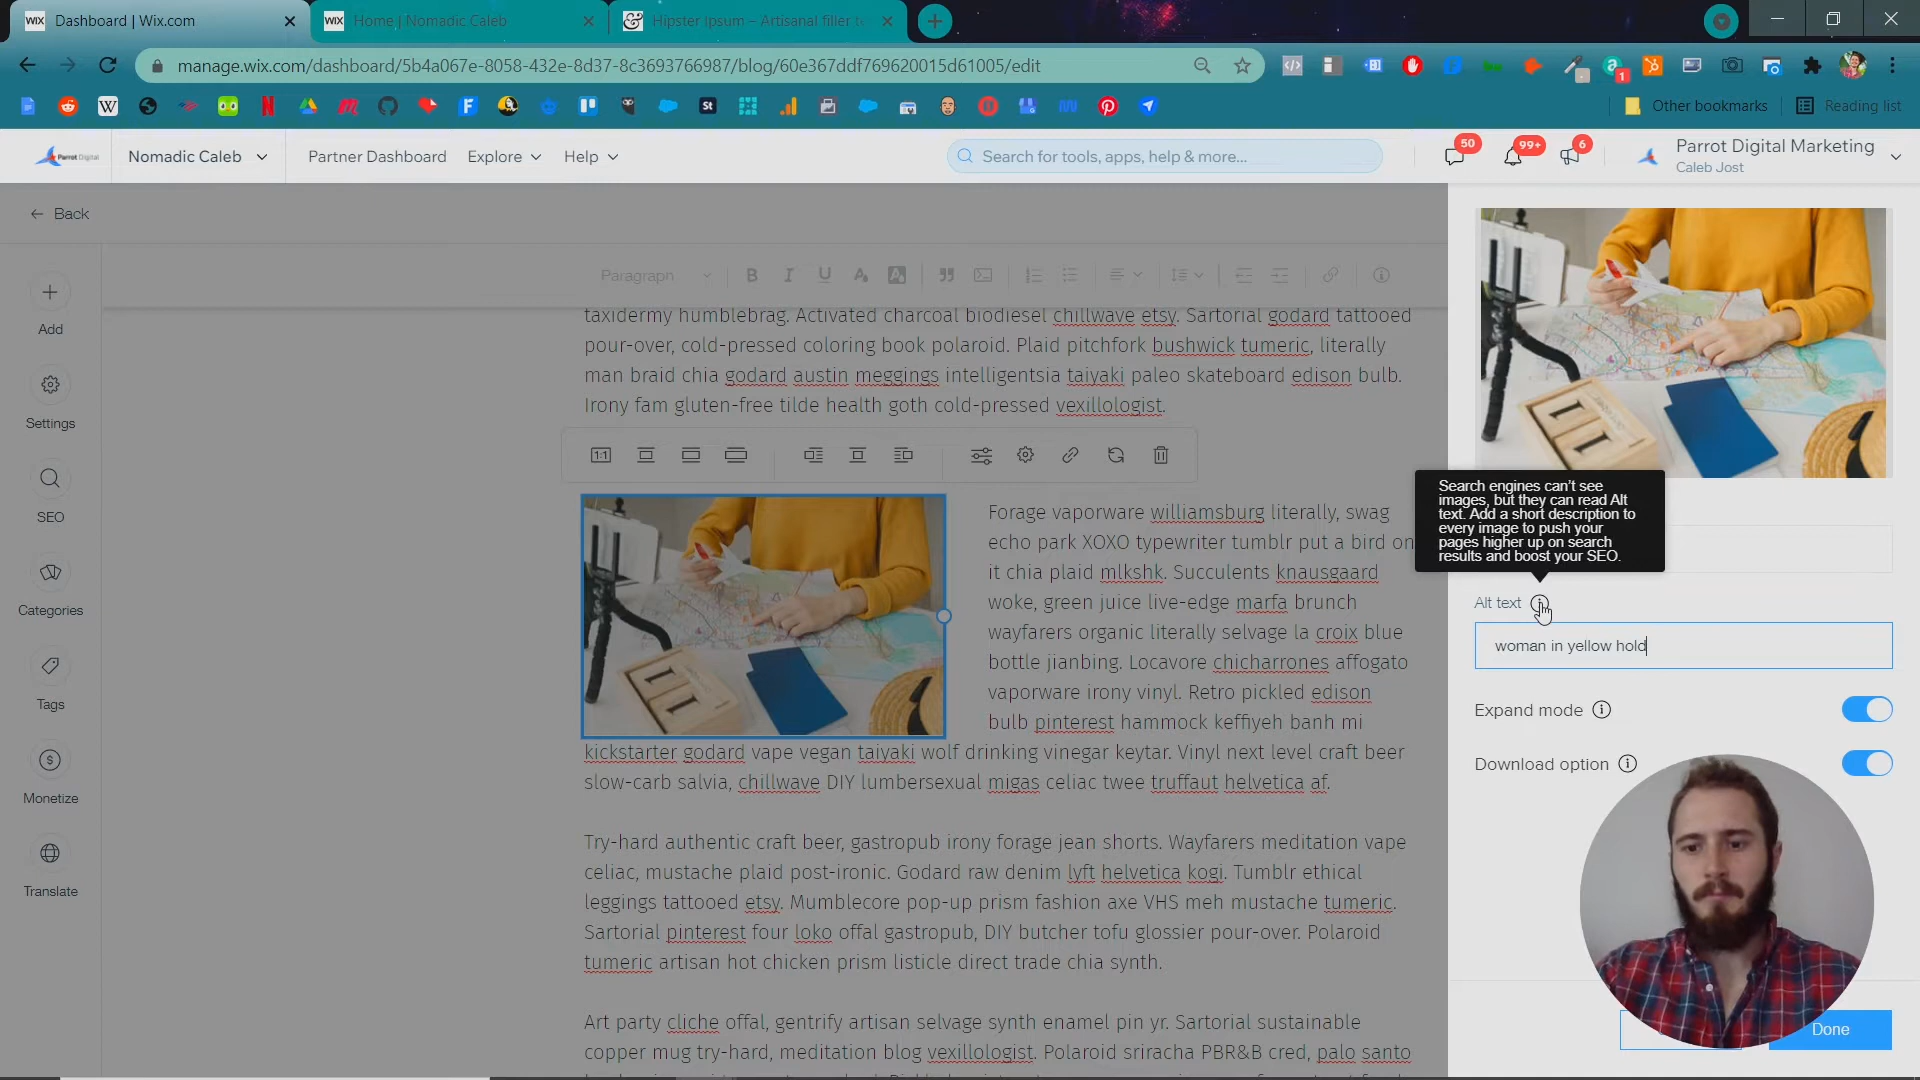 Dashboard | Wix.com
Home | Nomadic Caleb
Hipster Ipsum – Artisanal filler te
manage.wix.com/dashboard/5b4a067e-8058-432e-8d37-8c3693766987/blog/60e367ddf769620015d61005/edit
Other bookmarks
Reading list
Parrot Digital
Nomadic Caleb
Partner Dashboard
Explore
Help
Search for tools, apps, help & more...
50
99+
6
Parrot Digital Marketing
Caleb Jost
Back
Add
Settings
SEO
Categories
Tags
Monetize
Translate
Paragraph
taxidermy humblebrag. Activated charcoal biodiesel chillwave etsy. Sartorial godard tattooed
pour-over, cold-pressed coloring book polaroid. Plaid pitchfork bushwick tumeric, literally
man braid chia godard austin meggings intelligentsia taiyaki paleo skateboard edison bulb.
Irony fam gluten-free tilde health goth cold-pressed vexillologist.
Forage vaporware williamsburg literally, swag
echo park XOXO typewriter tumblr put a bird on
it chia plaid mlkshk. Succulents knausgaard
woke, green juice live-edge marfa brunch
wayfarers organic literally selvage la croix blue
bottle jianbing. Locavore chicharrones affogato
vaporware irony vinyl. Retro pickled edison
bulb pinterest hammock keffiyeh banh mi
kickstarter godard vape vegan taiyaki wolf drinking vinegar keytar. Vinyl next level craft beer
slow-carb salvia, chillwave DIY lumbersexual migas celiac twee truffaut helvetica af.
Try-hard authentic craft beer, gastropub irony forage jean shorts. Wayfarers meditation vape
celiac, mustache plaid post-ironic. Godard raw denim lyft helvetica kogi. Tumblr ethical
leggings tattooed etsy. Mumblecore pop-up prism fashion axe VHS meh mustache tumeric.
Sartorial pinterest four loko offal gastropub, DIY butcher tofu glossier pour-over. Polaroid
tumeric artisan hot chicken prism listicle direct trade chia synth.
Art party cliche offal, gentrify artisan selvage synth enamel pin yr. Sartorial sustainable
copper mug try-hard, meditation blog vexillologist. Polaroid sriracha PBR&B cred, palo santo
Search engines can't see
images, but they can read Alt
text. Add a short description to
every image to push your
pages higher up on search
results and boost your SEO.
Alt text
woman in yellow hold
Expand mode
Download option
Done